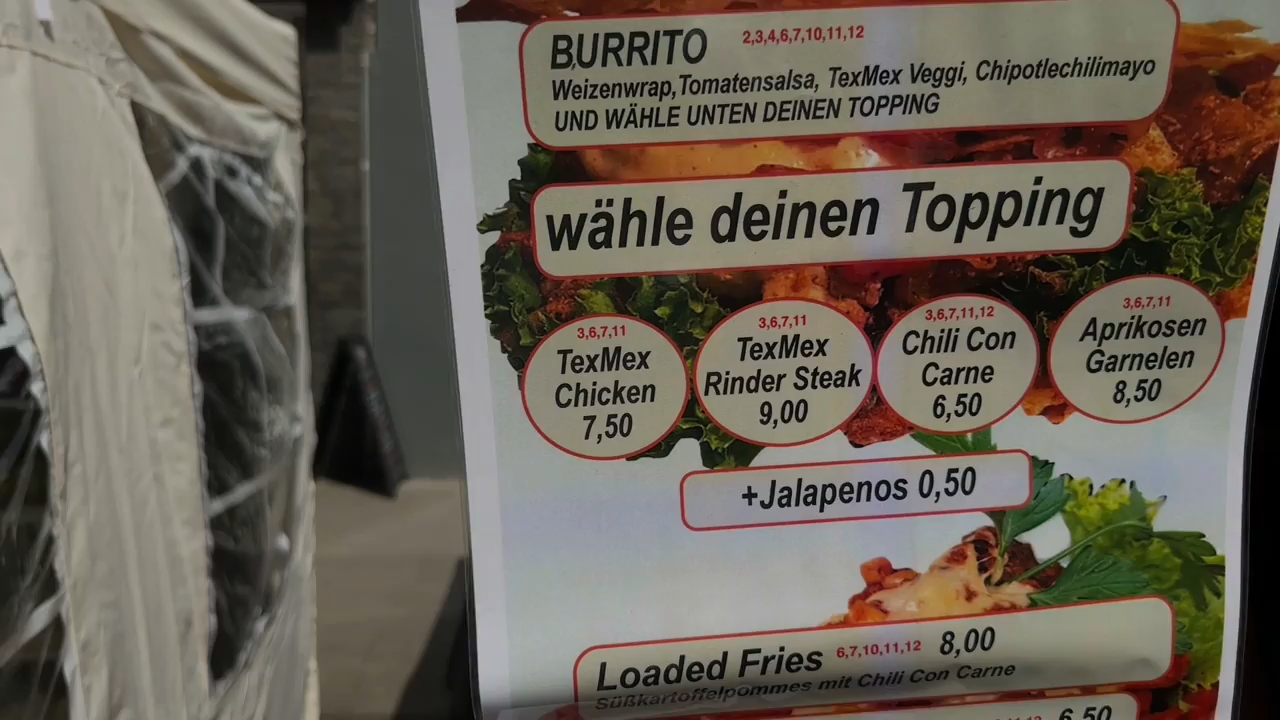 BURRITO 2,3,4,6,7,10,11,12
Weizenwrap,Tomatensalsa, TexMex Veggi, Chipotlechilimayo
UND WÄHLE UNTEN DEINEN TOPPING
wähle deinen Topping
3,6,7,11
TexMex
Chicken
7,50
3,6,7,11
TexMex
Rinder Steak
9,00
3,6,7,11,12
Chili Con
Carne
6,50
3,6,7,11
Aprikosen
Garnelen
8,50
+Jalapenos 0,50
Loaded Fries 6,7,10,11,12 8,00
Süßkartoffelpommes mit Chili Con Carne
6,50